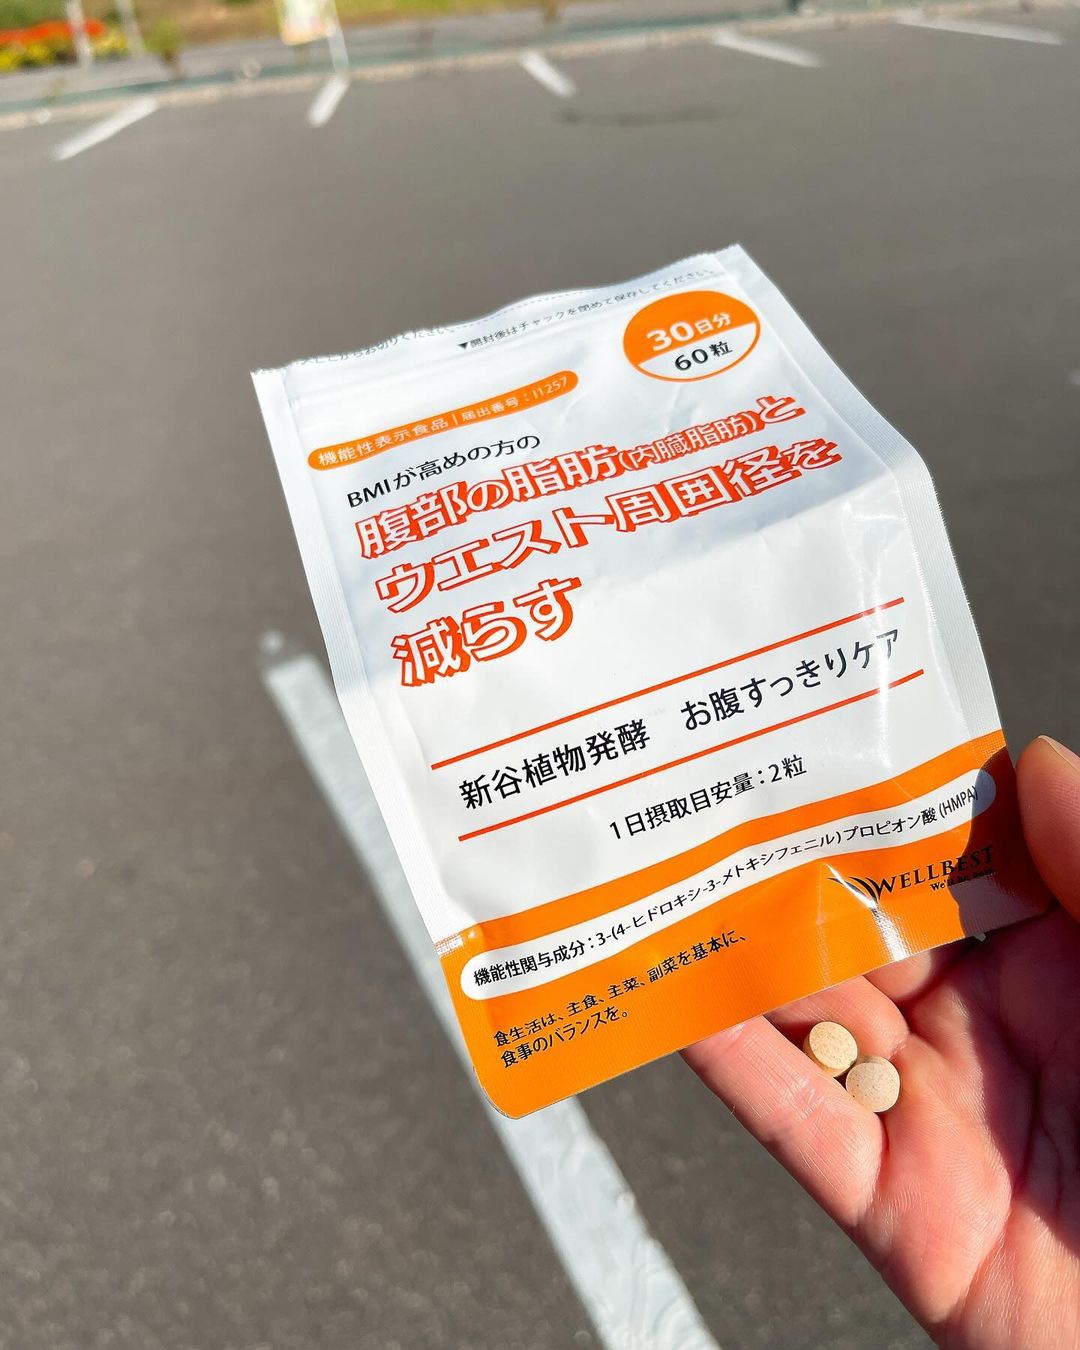 ▼開封後はチャックを閉めて保存してください。
30日分
60粒
機能性表示食品 | 届出番号：I1257
BMIが高めの方の
腹部の脂肪(内臓脂肪)と
ウエスト周囲径を
減らす
新谷植物発酵 お腹すっきりケア
1日摂取目安量：2粒
機能性関与成分：3-(4-ヒドロキシ-3-メトキシフェニル)プロピオン酸(HMPA)
WELLBEST
食生活は、主食、主菜、副菜を基本に、
食事のバランスを。